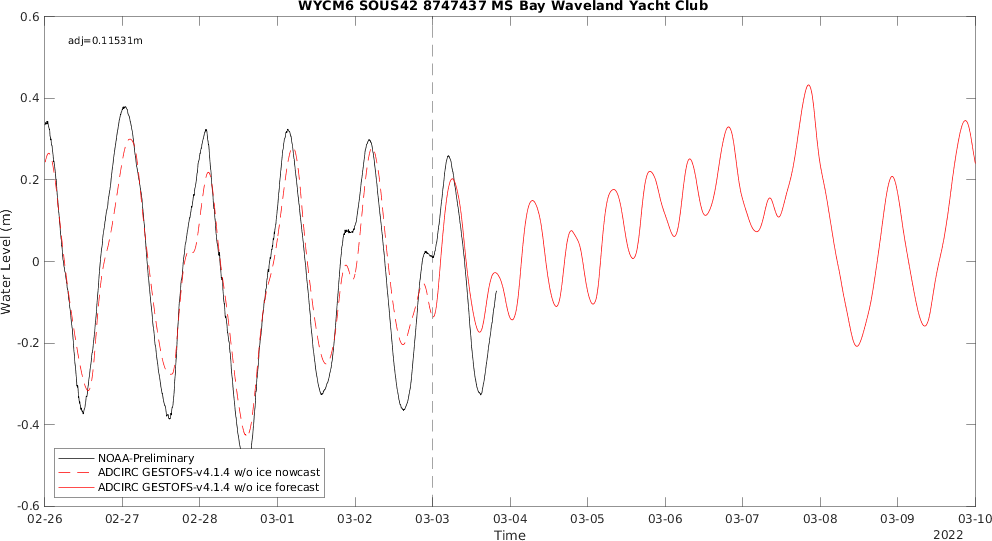 WYCM6 SOUS42 8747437 MS Bay Waveland Yacht Club
adj=0.11531m
0.6
0.4
0.2
0
-0.2
-0.4
-0.6
Water Level (m)
NOAA-Preliminary
ADCIRC GESTOFS-v4.1.4 w/o ice nowcast
ADCIRC GESTOFS-v4.1.4 w/o ice forecast
02-26 02-27 02-28 03-01 03-02 03-03 03-04 03-05 03-06 03-07 03-08 03-09 03-10
Time
2022